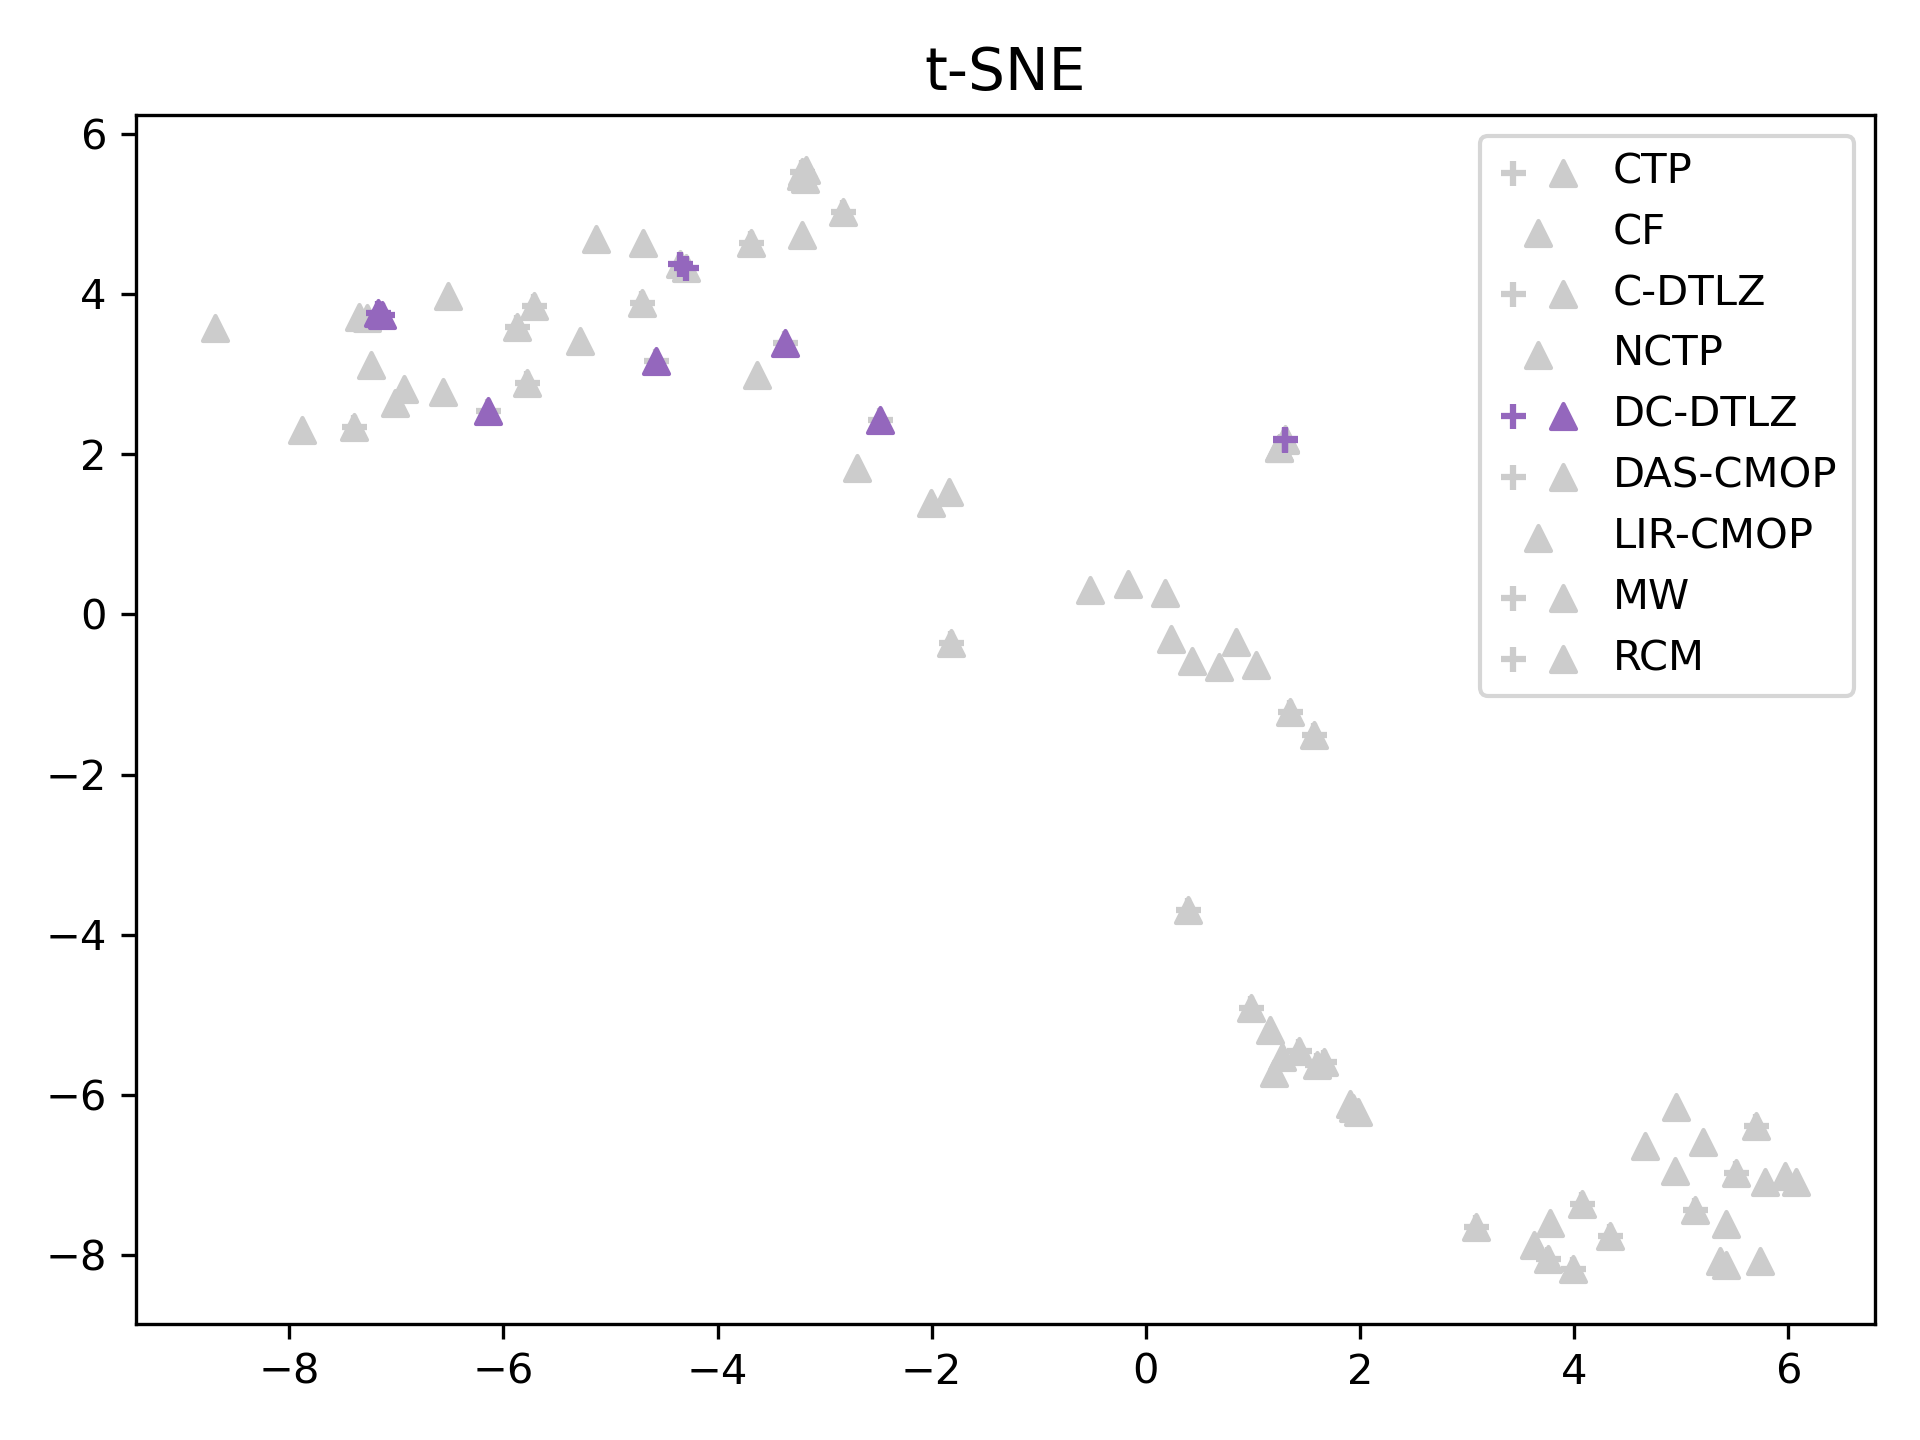 t-SNE
6
4
2
0
−2
−4
−6
−8
CTP
CF
C-DTLZ
NCTP
DC-DTLZ
DAS-CMOP
LIR-CMOP
MW
RCM
−8 −6 −4 −2 0 2 4 6